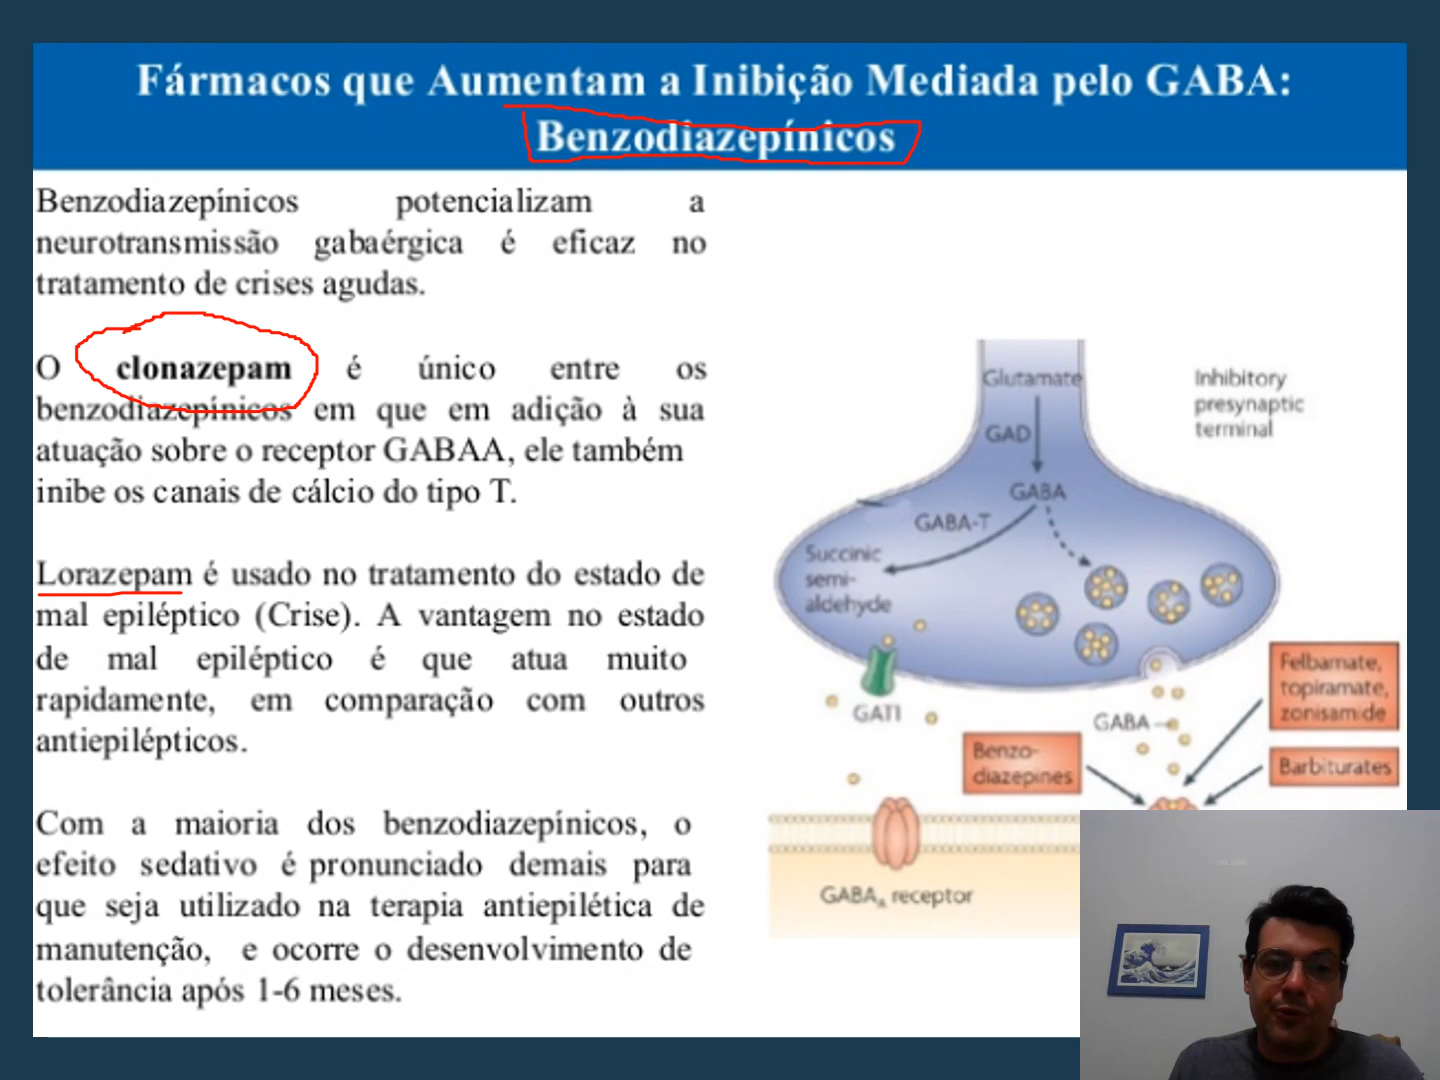 Fármacos que Aumentam a Inibição Mediada pelo GABA:
Benzodiazepínicos
Benzodiazepínicos potencializam a
neurotransmissão gabaérgica é eficaz no
tratamento de crises agudas.
O clonazepam é único entre os
benzodiazepínicos em que em adição à sua
atuação sobre o receptor GABAA, ele também
inibe os canais de cálcio do tipo T.
Lorazepam é usado no tratamento do estado de
mal epiléptico (Crise). A vantagem no estado
de mal epiléptico é que atua muito
rapidamente, em comparação com outros
antiepilépticos.
Com a maioria dos benzodiazepínicos, o
efeito sedativo é pronunciado demais para
que seja utilizado na terapia antiepilética de
manutenção, e ocorre o desenvolvimento de
tolerância após 1-6 meses.
Glutamate
GAD
GABA
GABA-T
Succinic
semi-
aldehyde
Inhibitory
presynaptic
terminal
GAT1
GABA
Felbamate,
topiramate,
zonisamide
Benzo-
diazepines
Barbiturates
GABAA receptor